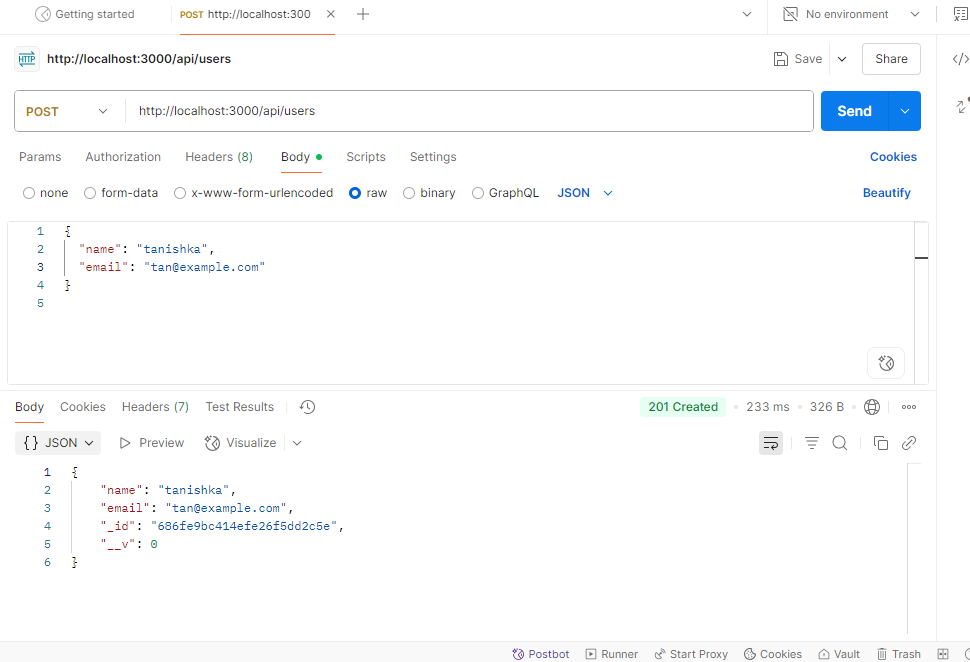 Getting started POST http://localhost:300 No environment
HTTP http://localhost:3000/api/users Save Share
POST http://localhost:3000/api/users Send
Params Authorization Headers (8) Body Scripts Settings Cookies
none form-data x-www-form-urlencoded raw binary GraphQL JSON Beautify
1 {
2 "name": "tanishka",
3 "email": "tan@example.com"
4 }
5
Body Cookies Headers (7) Test Results 201 Created 233 ms 326 B
{} JSON Preview Visualize
1 {
2 "name": "tanishka",
3 "email": "tan@example.com",
4 "_id": "686fe9bc414efe26f5dd2c5e",
5 "__v": 0
6 }
Postbot Runner Start Proxy Cookies Vault Trash